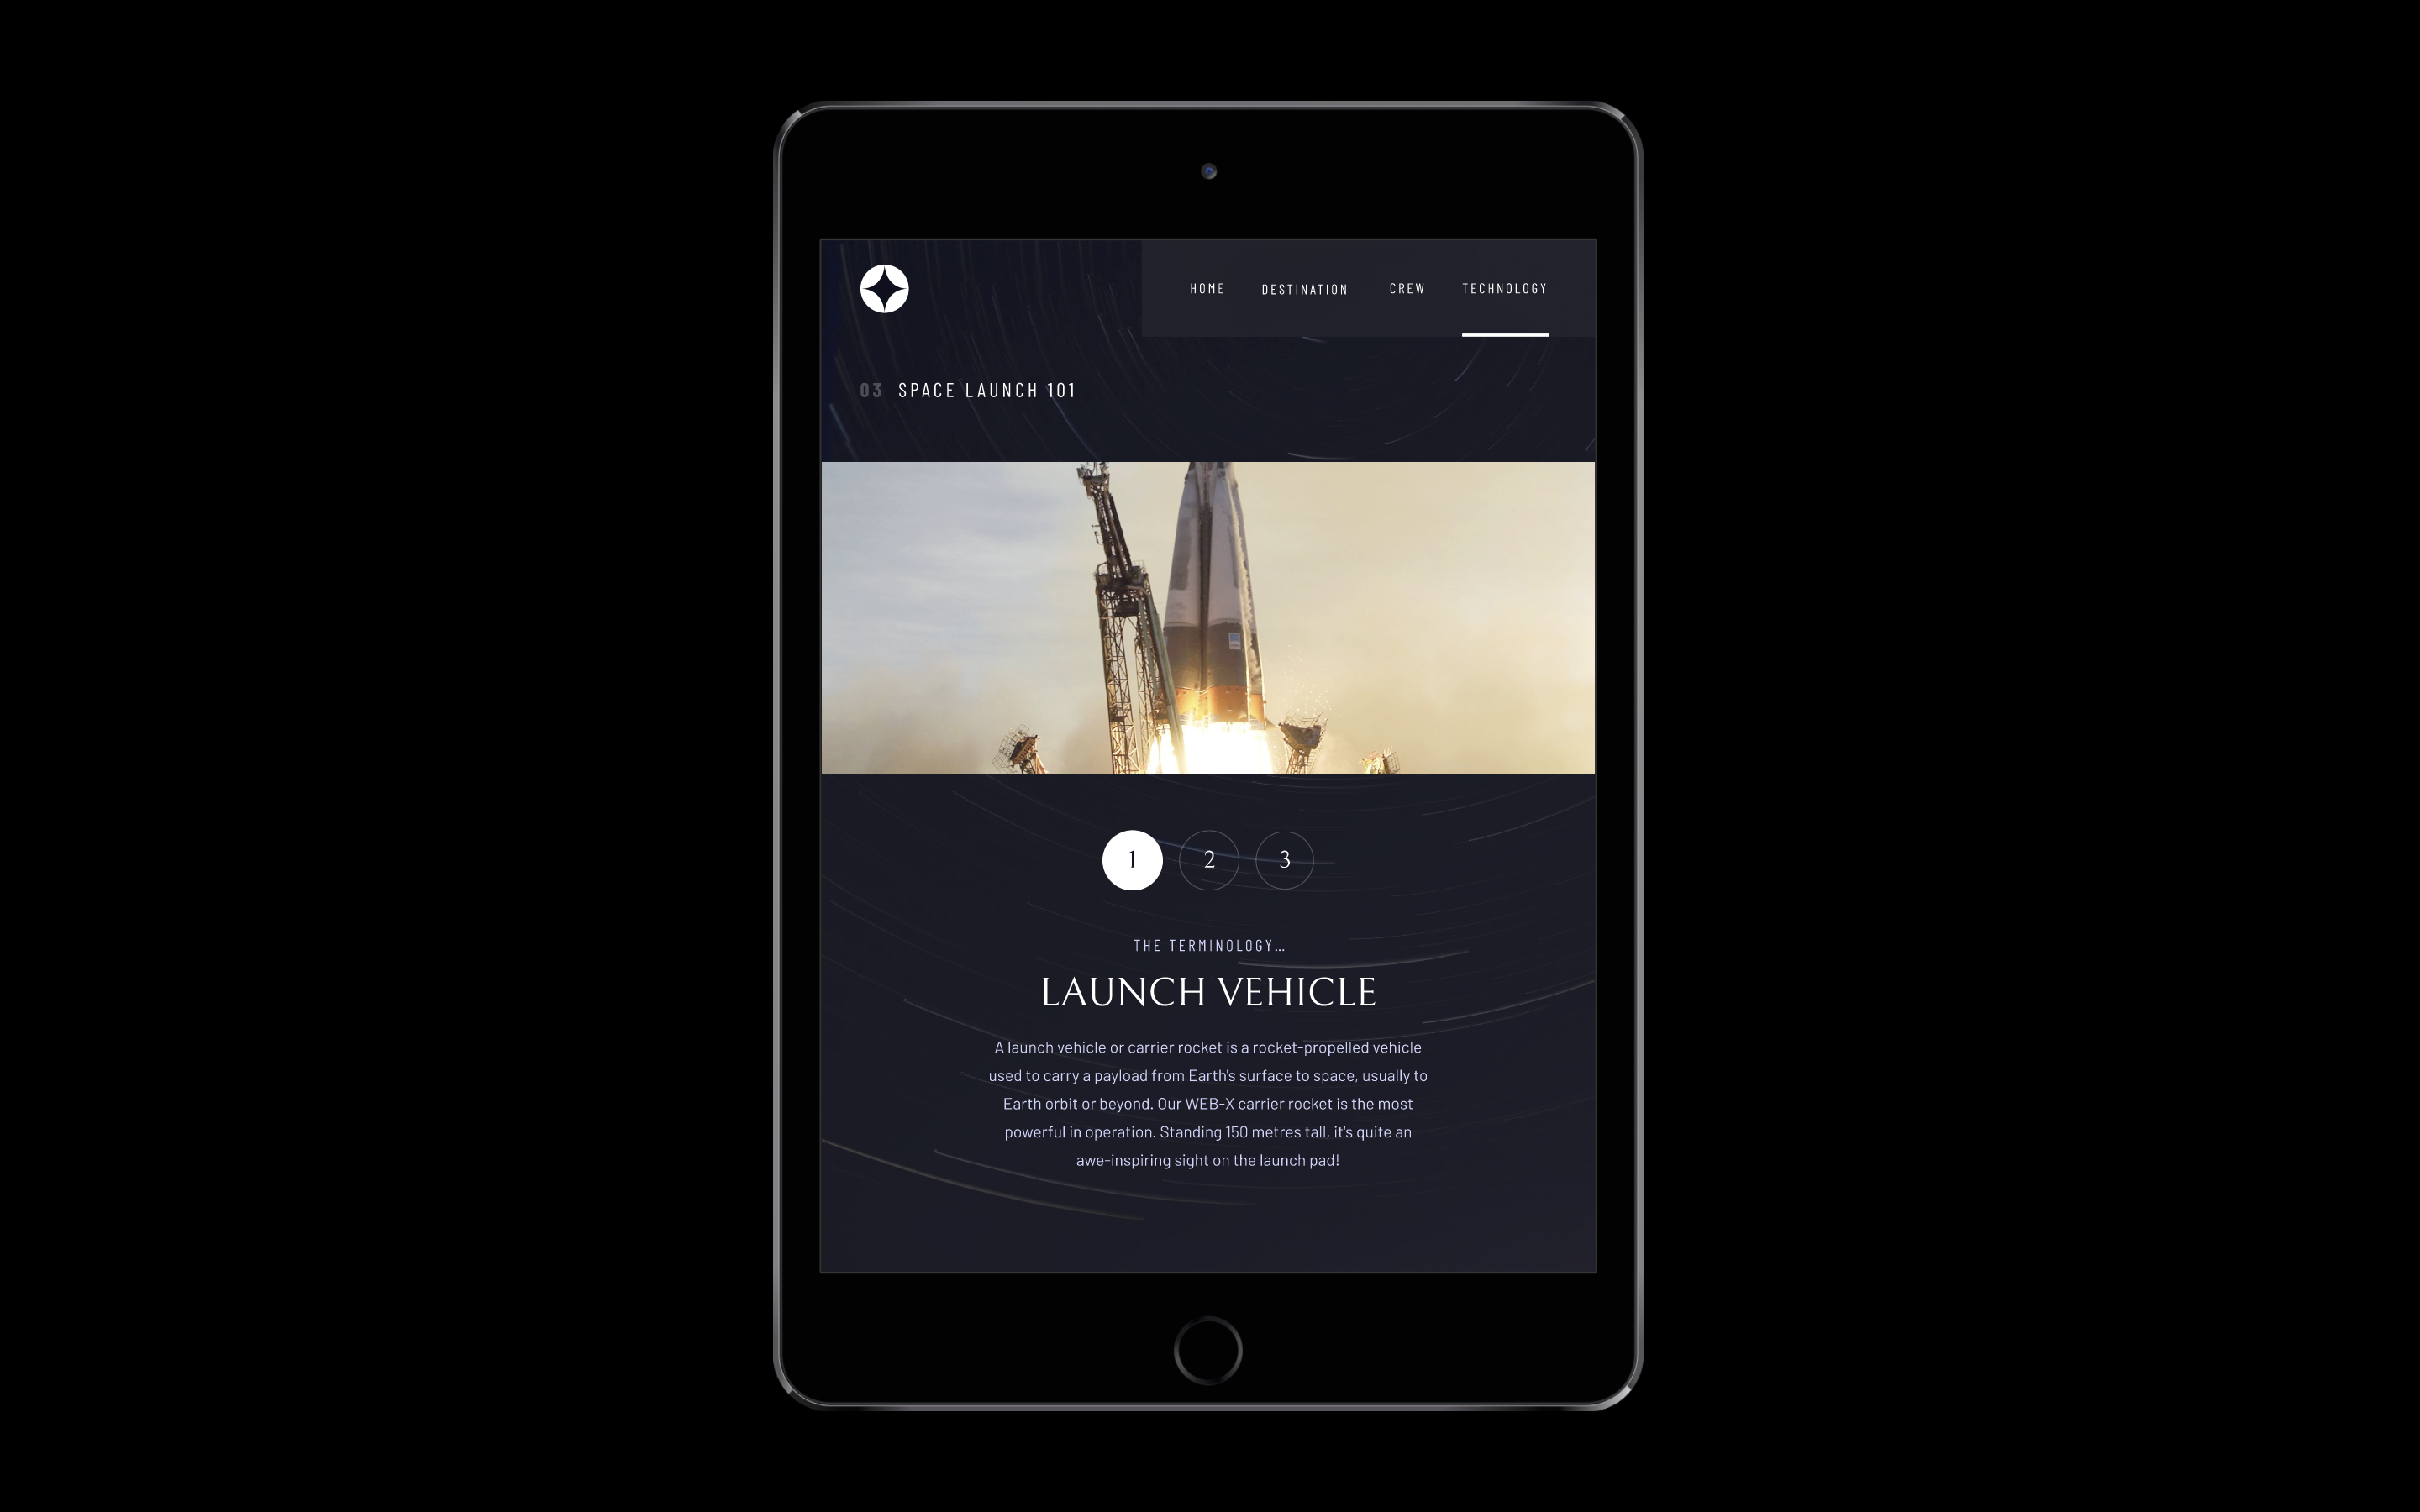 HOME DESTINATION CREW TECHNOLOGY
03 SPACE LAUNCH 101
1 2 3
THE TERMINOLOGY...
LAUNCH VEHICLE
A launch vehicle or carrier rocket is a rocket-propelled vehicle
used to carry a payload from Earth's surface to space, usually to
Earth orbit or beyond. Our WEB-X carrier rocket is the most
powerful in operation. Standing 150 metres tall, it's quite an
awe-inspiring sight on the launch pad!